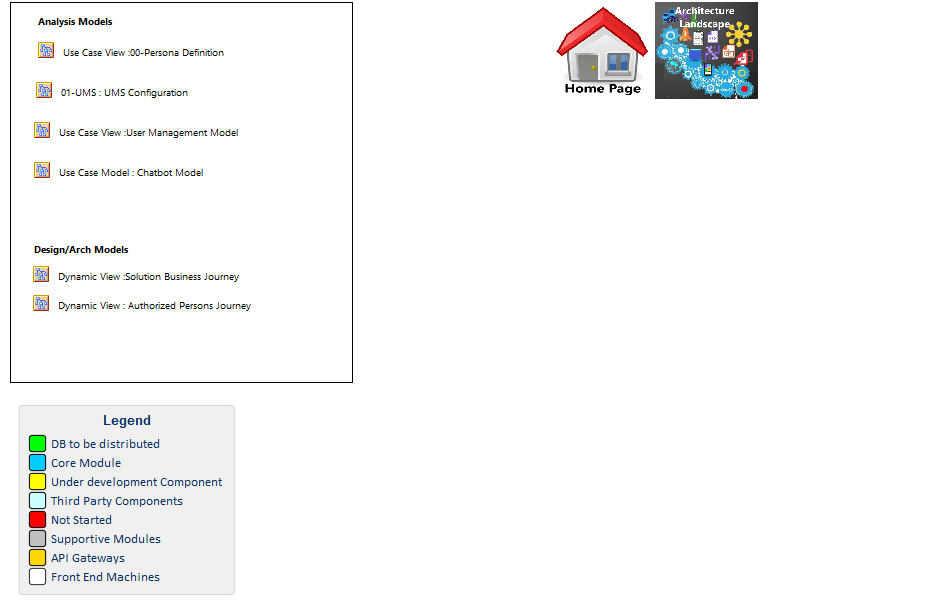 Analysis Models
Use Case View :00-Persona Definition
01-UMS : UMS Configuration
Use Case View :User Management Model
Use Case Model : Chatbot Model
Design/Arch Models
Dynamic View :Solution Business Journey
Dynamic View : Authorized Persons Journey
Home Page
Architecture
Landscape
Legend
DB to be distributed
Core Module
Under development Component
Third Party Components
Not Started
Supportive Modules
API Gateways
Front End Machines